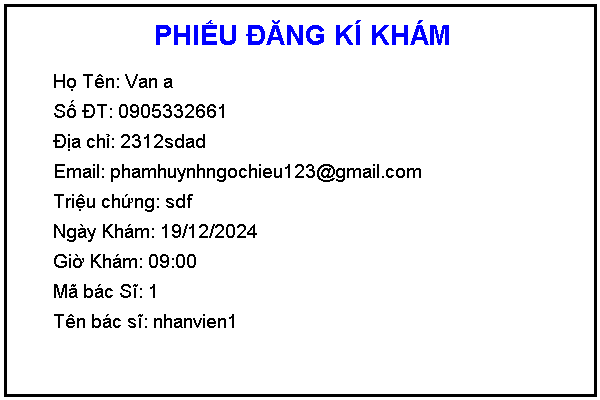 PHIẾU ĐĂNG KÍ KHÁM
Họ Tên: Van a
Số ĐT: 0905332661
Địa chỉ: 2312sdad
Email: phamhuynhngochieu123@gmail.com
Triệu chứng: sdf
Ngày Khám: 19/12/2024
Giờ Khám: 09:00
Mã bác Sĩ: 1
Tên bác sĩ: nhanvien1